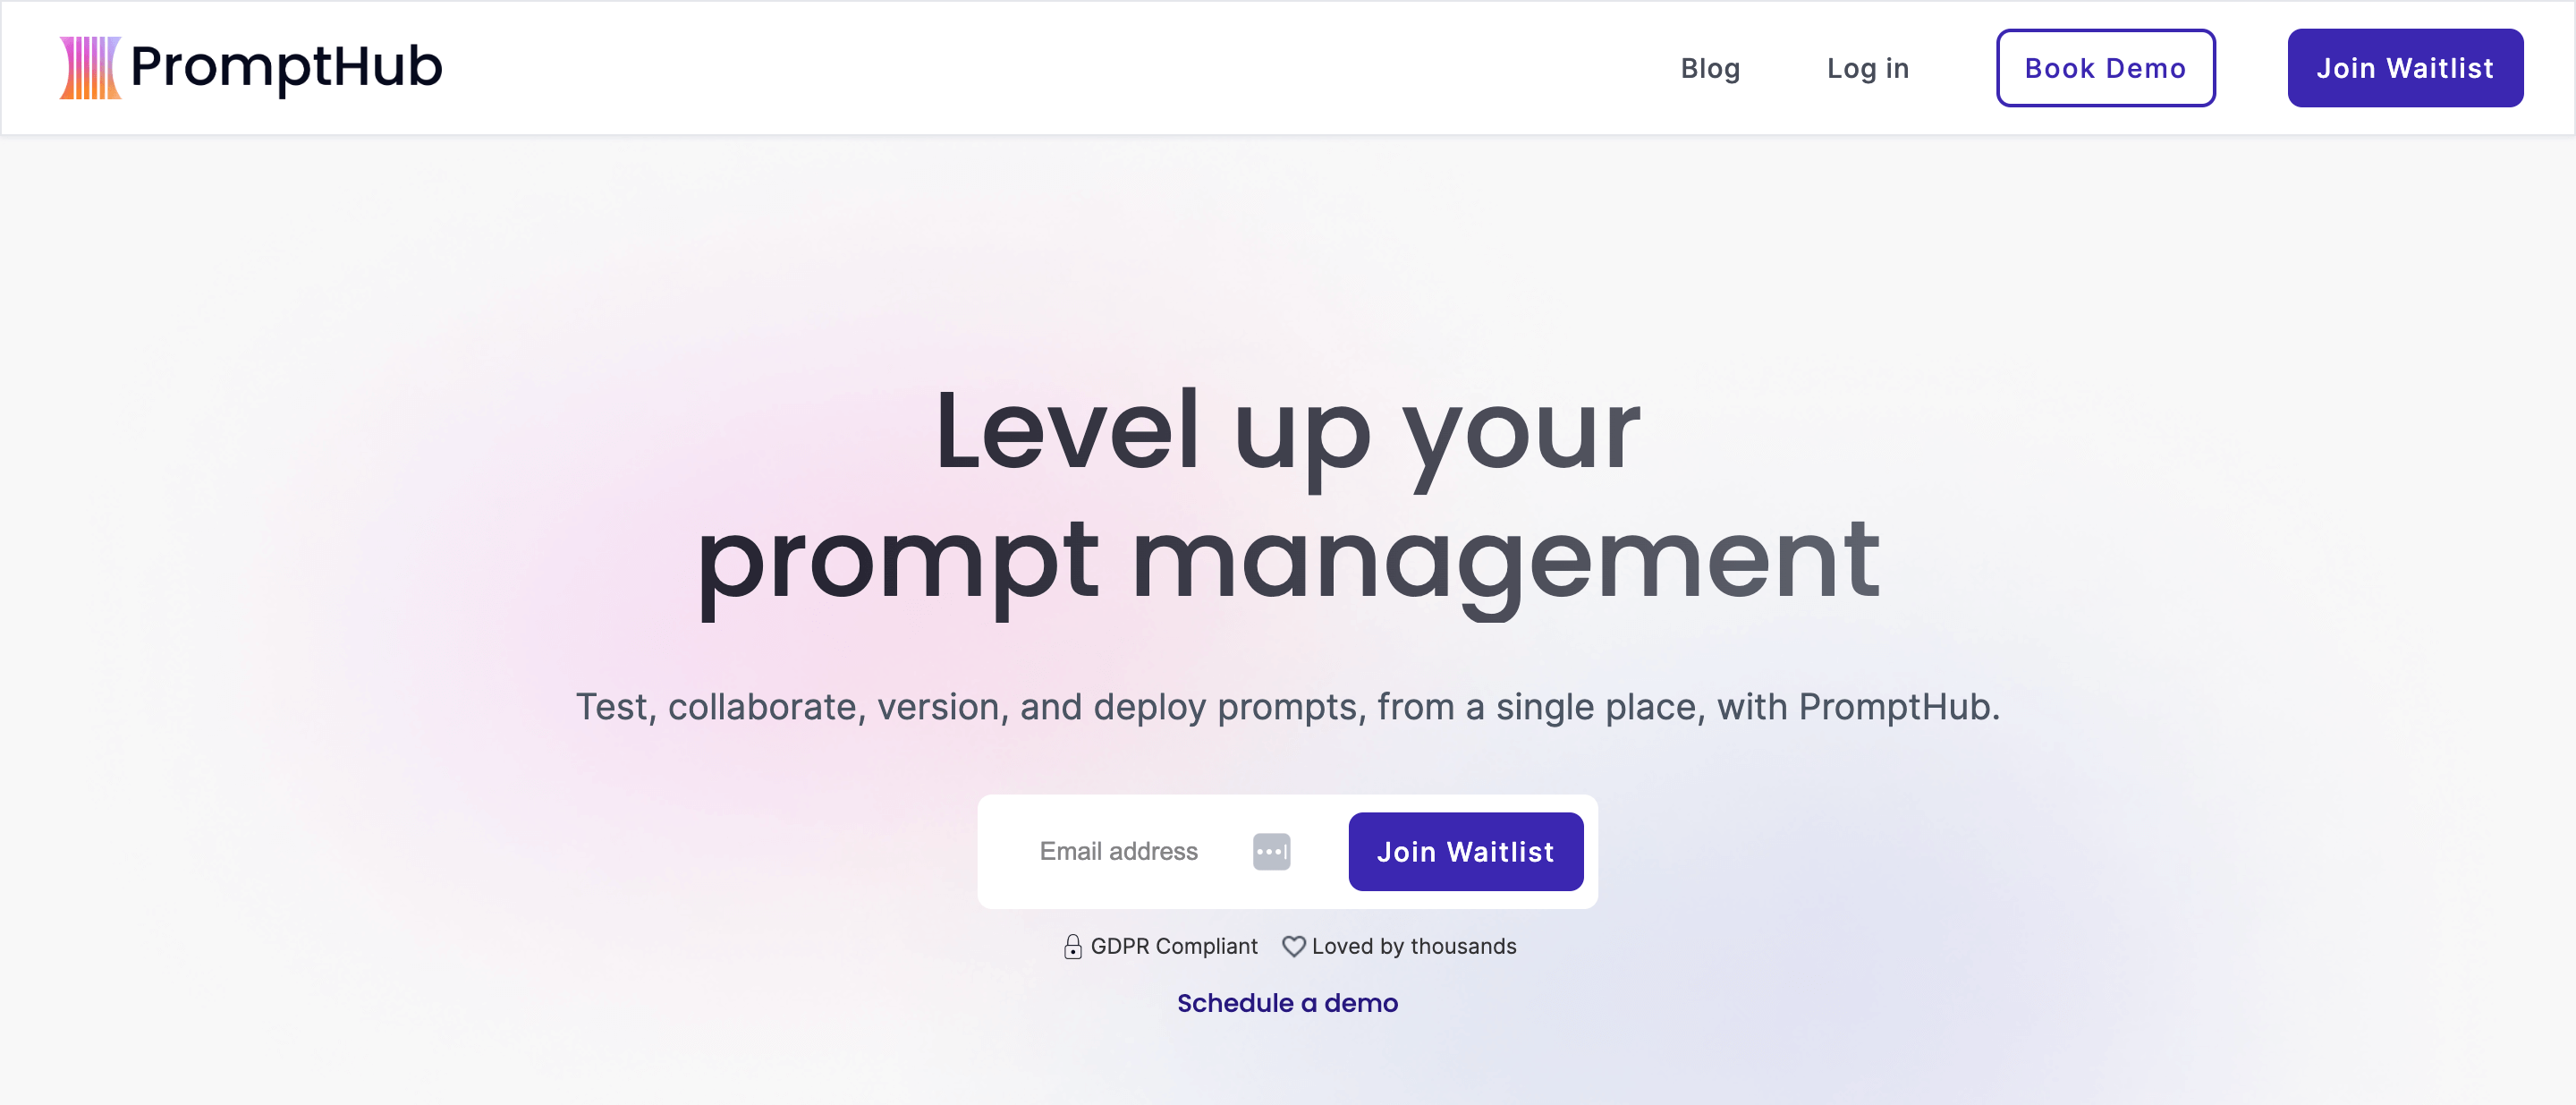 PromptHub
Blog
Log in
Book Demo
Join Waitlist
Level up your
prompt management
Test, collaborate, version, and deploy prompts, from a single place, with PromptHub.
Email address
Join Waitlist
GDPR Compliant
Loved by thousands
Schedule a demo